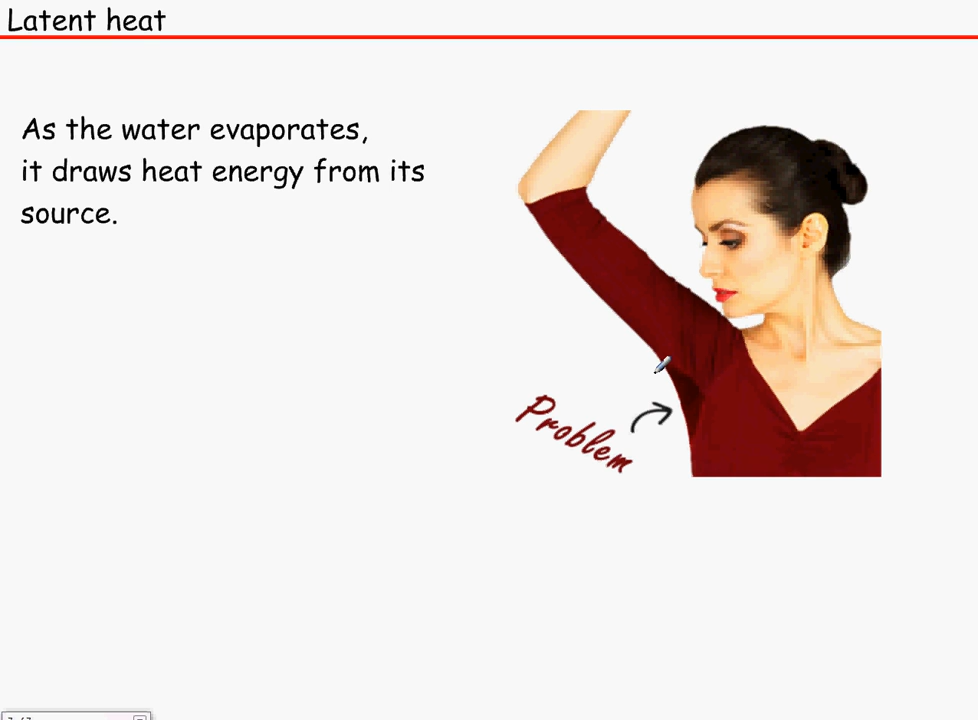 Latent heat
As the water evaporates,
it draws heat energy from its
source.
Problem